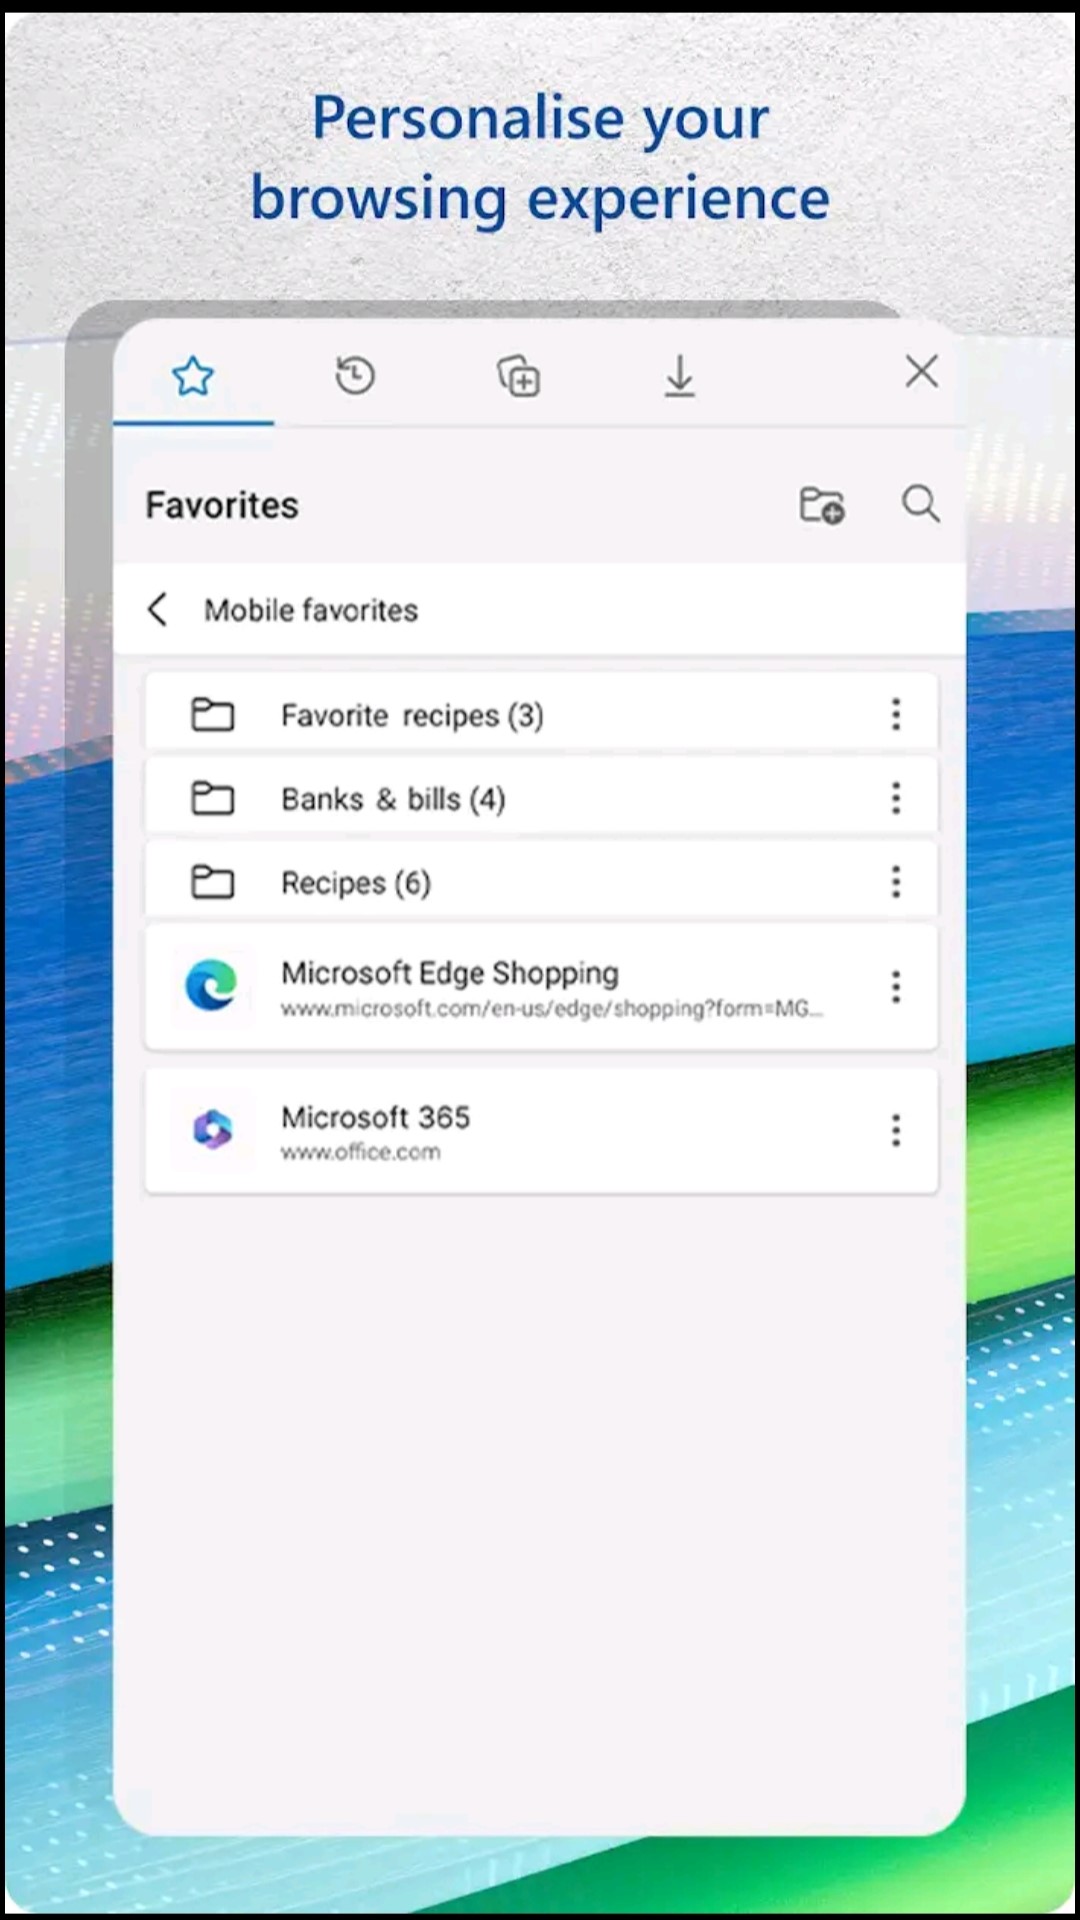 Personalise your
browsing experience
Favorites
Mobile favorites
Favorite recipes (3)
Banks & bills (4)
Recipes (6)
Microsoft Edge Shopping
www.microsoft.com/en-us/edge/shopping?form=MG...
Microsoft 365
www.office.com